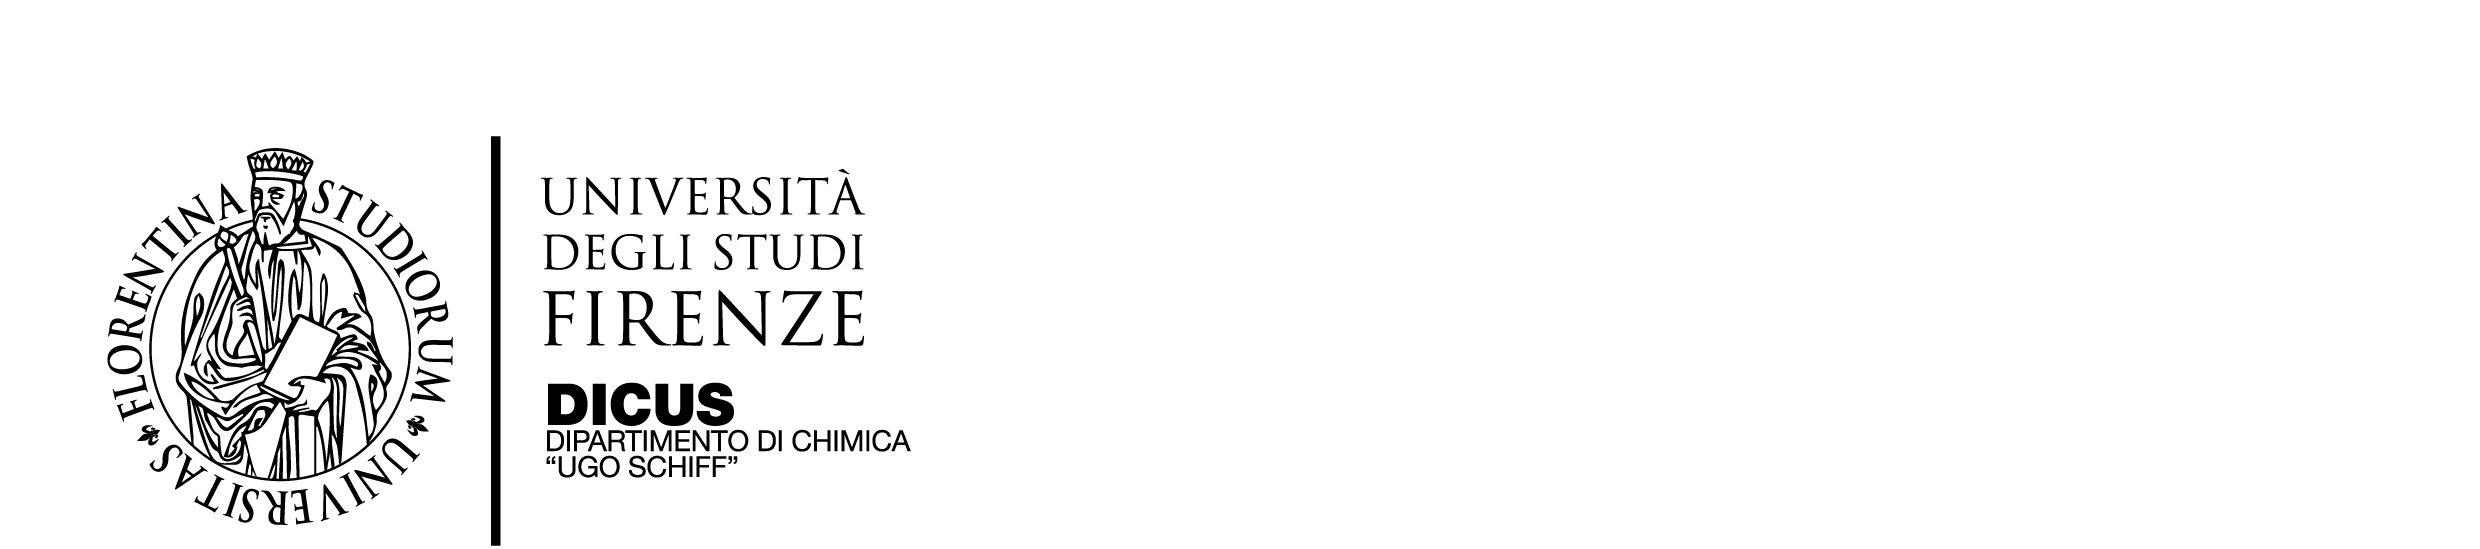 FLORENTINA STUDIORUM UNIVERSITAS
UNIVERSITÀ
DEGLI STUDI
FIRENZE
DICUS
DIPARTIMENTO DI CHIMICA
“UGO SCHIFF”